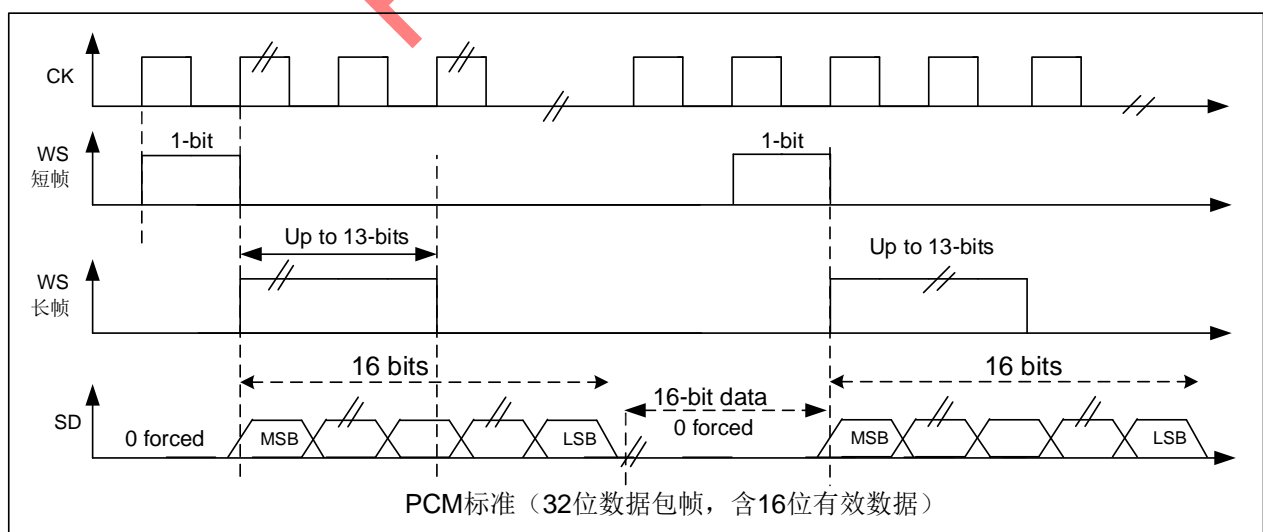 CK
1-bit
1-bit
WS
短帧
Up to 13-bits
Up to 13-bits
WS
长帧
16 bits
16-bit data
16 bits
SD
0 forced
MSB
LSB
0 forced
MSB
LSB
PCM标准（32位数据包帧，含16位有效数据）